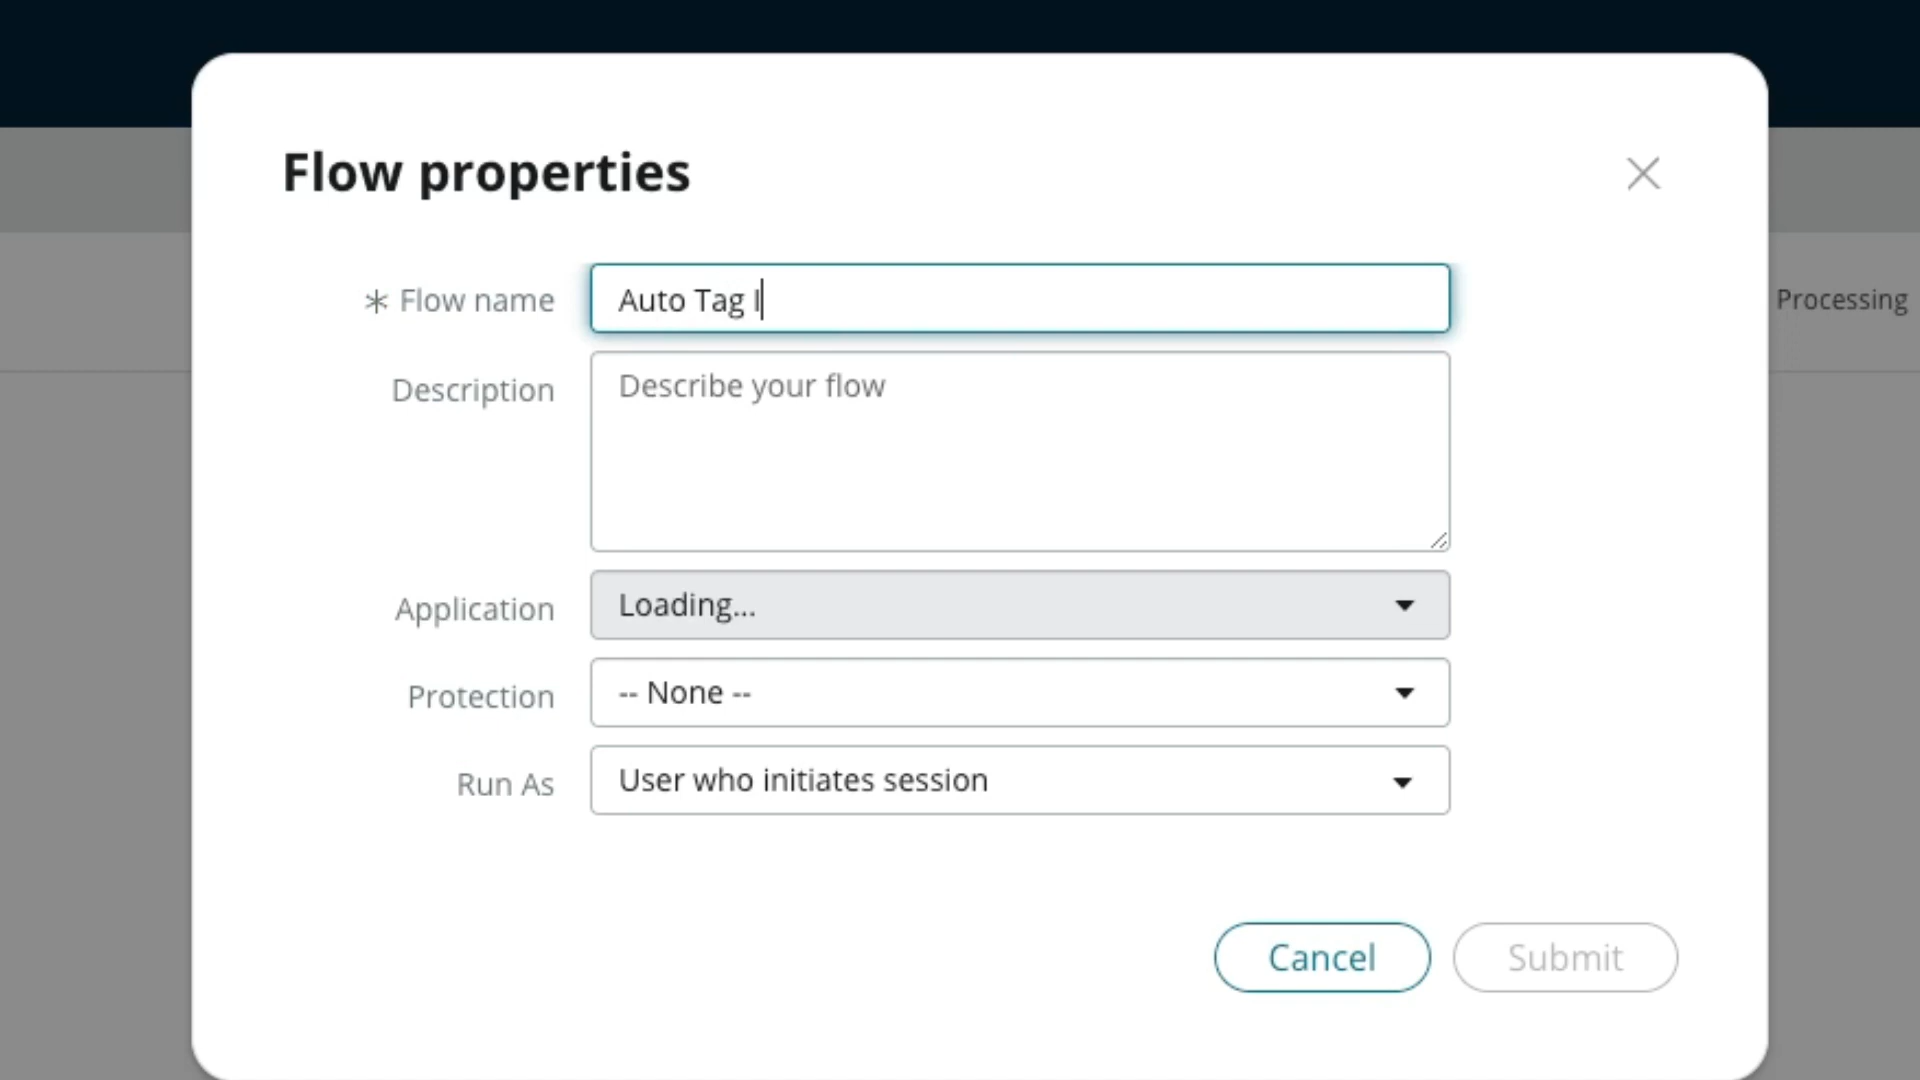 Flow properties
* Flow name
Auto Tag I
Processing
Description
Describe your flow
Application
Loading...
Protection
-- None --
Run As
User who initiates session
Cancel
Submit